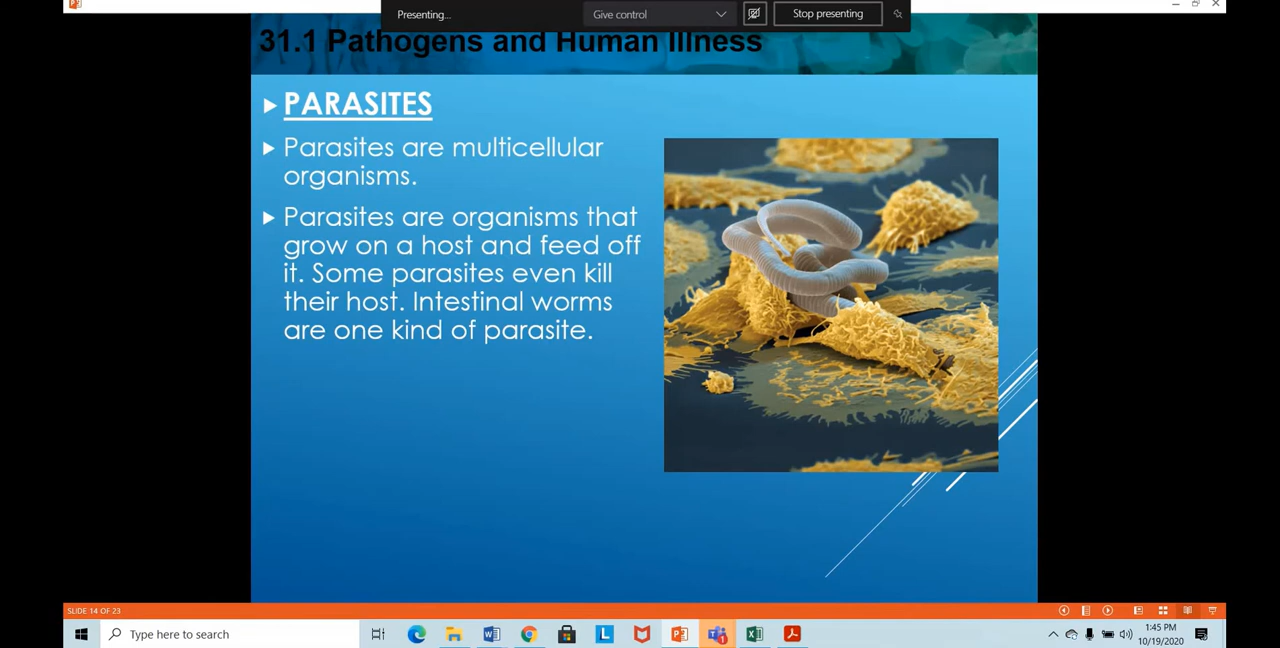 Presenting...
Give control
Stop presenting
31.1 Pathogens and Human Illness
PARASITES
Parasites are multicellular
organisms.
Parasites are organisms that
grow on a host and feed off
it. Some parasites even kill
their host. Intestinal worms
are one kind of parasite.
SLIDE 14 OF 23
Type here to search
1:45 PM
10/19/2020